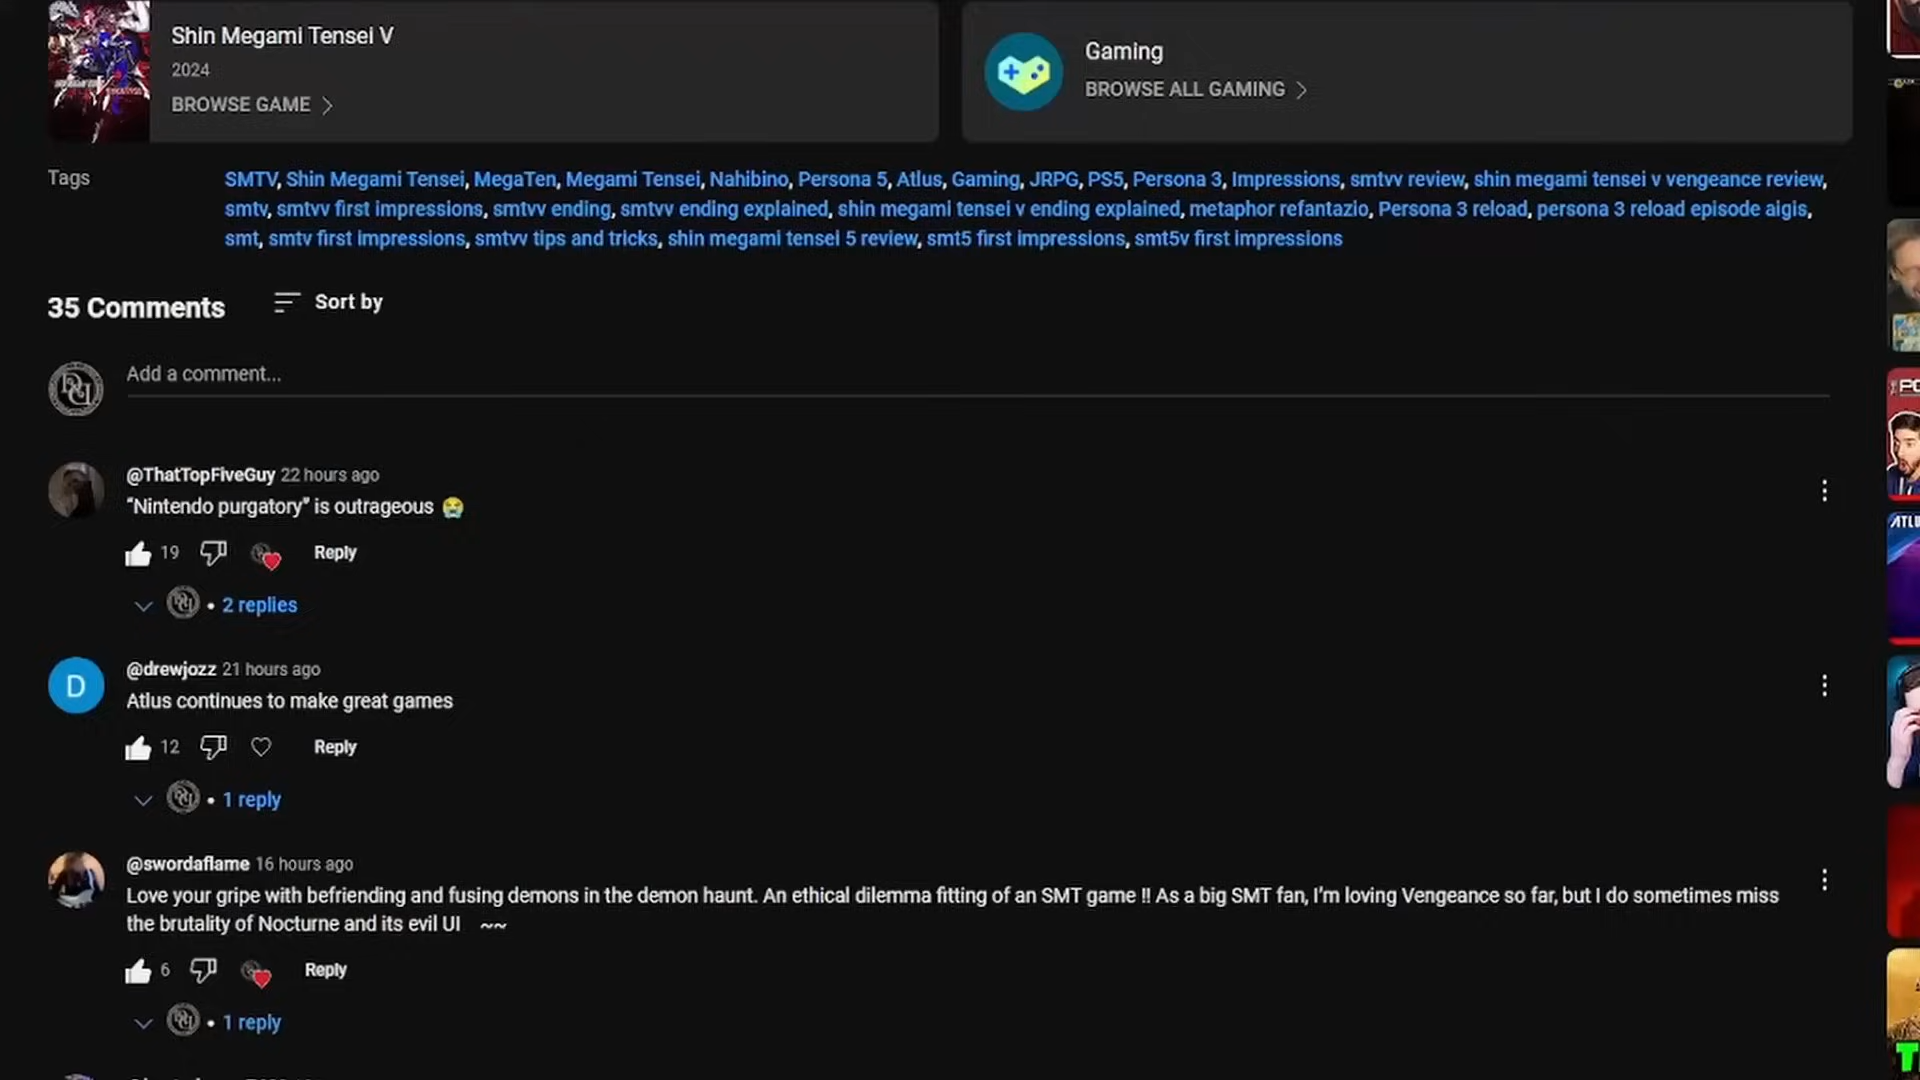 Shin Megami Tensei V
2024
BROWSE GAME
Gaming
BROWSE ALL GAMING
Tags
SMTV, Shin Megami Tensei, MegaTen, Megami Tensei, Nahibino, Persona 5, Atlus, Gaming, JRPG, PS5, Persona 3, Impressions, smtvv review, shin megami tensei v vengeance review,
smtv, smtvv first impressions, smtvv ending, smtvv ending explained, shin megami tensei v ending explained, metaphor refantazio, Persona 3 reload, persona 3 reload episode aigis,
smt, smtv first impressions, smtvv tips and tricks, shin megami tensei 5 review, smt5 first impressions, smt5v first impressions
35 Comments
Sort by
Add a comment...
@ThatTopFiveGuy 22 hours ago
“Nintendo purgatory” is outrageous 😭
19 Reply
• 2 replies
D
@drewjozz 21 hours ago
Atlus continues to make great games
12 Reply
• 1 reply
@swordaflame 16 hours ago
Love your gripe with befriending and fusing demons in the demon haunt. An ethical dilemma fitting of an SMT game !! As a big SMT fan, I'm loving Vengeance so far, but I do sometimes miss
the brutality of Nocturne and its evil UI ~~
6 Reply
• 1 reply